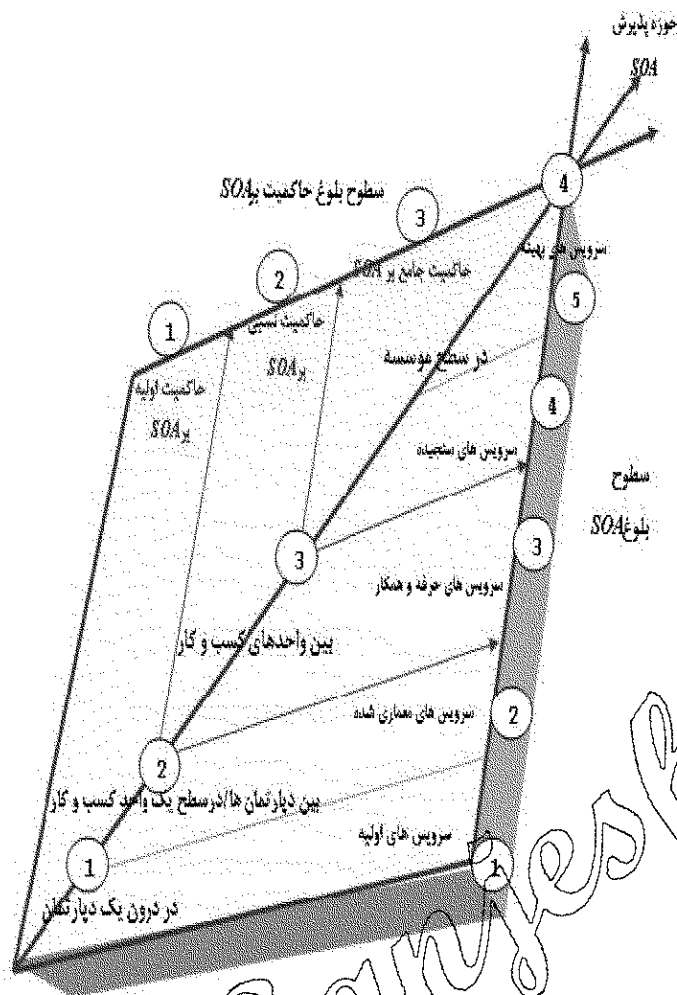 حوزه پذیرش
SOA
4
سطوح بلوغ حاکمیت بر SOA
3
سرویس های بهینه
2
حاکمیت جامع بر SOA
5
1
حاکمیت نسبی
بر SOA
در سطح موسسه
حاکمیت اولیه
بر SOA
4
سرویس های سنجیده
سطوح
بلوغ SOA
3
3
سرویس های حرفه و همکار
بین واحدهای کسب و کار
سرویس های معماری شده
2
2
بین دپارتمان ها/درسطح یک واحد کسب و کار
سرویس های اولیه
1
1
در درون یک دپارتمان